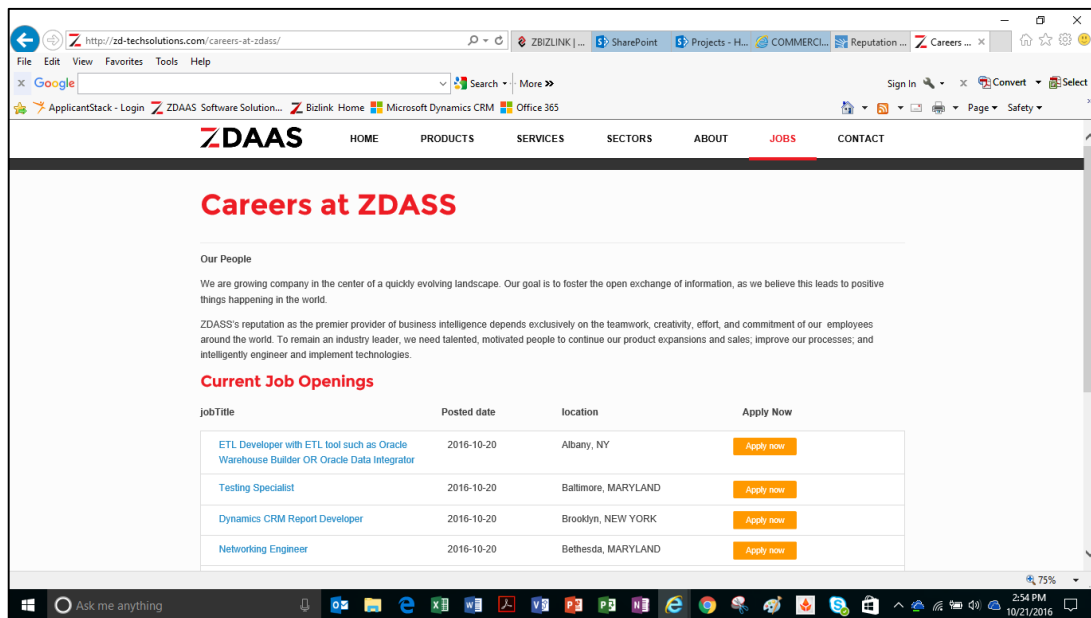 http://zd-techsolutions.com/careers-at-zdass/
ZBIZLINK | ...
SharePoint
Projects - H...
COMMERCI...
Reputation ...
Careers ...
File Edit View Favorites Tools Help
Google
Search
More >>
Sign In
Convert
Select
ApplicantStack - Login
ZDAAS Software Solution...
Bizlink Home
Microsoft Dynamics CRM
Office 365
Page
Safety
ZDAAS
HOME PRODUCTS SERVICES SECTORS ABOUT JOBS CONTACT
Careers at ZDASS
Our People
We are growing company in the center of a quickly evolving landscape. Our goal is to foster the open exchange of information, as we believe this leads to positive
things happening in the world.
ZDASS's reputation as the premier provider of business intelligence depends exclusively on the teamwork, creativity, effort, and commitment of our employees
around the world. To remain an industry leader, we need talented, motivated people to continue our product expansions and sales; improve our processes; and
intelligently engineer and implement technologies.
Current Job Openings
jobTitle Posted date location Apply Now
ETL Developer with ETL tool such as Oracle
Warehouse Builder OR Oracle Data Integrator
2016-10-20 Albany, NY Apply now
Testing Specialist 2016-10-20 Baltimore, MARYLAND Apply now
Dynamics CRM Report Developer 2016-10-20 Brooklyn, NEW YORK Apply now
Networking Engineer 2016-10-20 Bethesda, MARYLAND Apply now
75%
Ask me anything
2:54 PM
10/21/2016